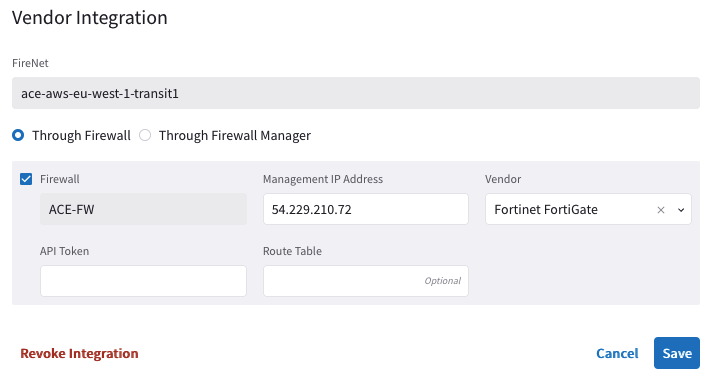 Vendor Integration
FireNet
ace-aws-eu-west-1-transit1
Through Firewall Through Firewall Manager
Firewall Management IP Address Vendor
ACE-FW 54.229.210.72 Fortinet FortiGate
API Token Route Table
Optional
Revoke Integration Cancel Save